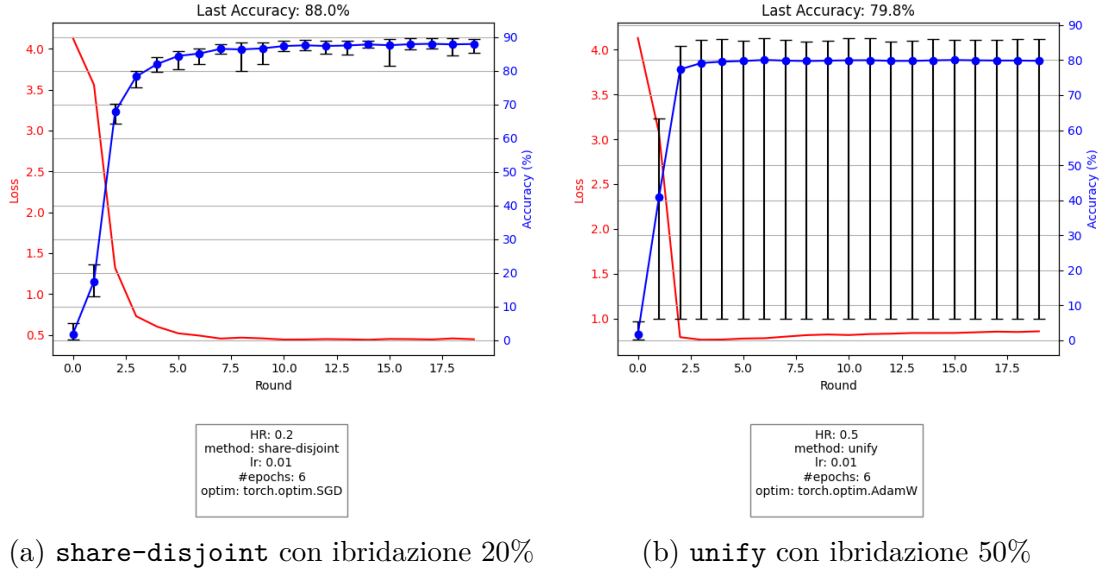 Last Accuracy: 88.0%
4.0
3.5
3.0
2.5
2.0
1.5
1.0
0.5
Loss
90
80
70
60
50
40
30
20
10
0
Accuracy (%)
0.0 2.5 5.0 7.5 10.0 12.5 15.0 17.5
Round
HR: 0.2
method: share-disjoint
lr: 0.01
#epochs: 6
optim: torch.optim.SGD
(a) share-disjoint con ibridazione 20%
Last Accuracy: 79.8%
4.0
3.5
3.0
2.5
2.0
1.5
1.0
Loss
90
80
70
60
50
40
30
20
10
0
Accuracy (%)
0.0 2.5 5.0 7.5 10.0 12.5 15.0 17.5
Round
HR: 0.5
method: unify
lr: 0.01
#epochs: 6
optim: torch.optim.AdamW
(b) unify con ibridazione 50%